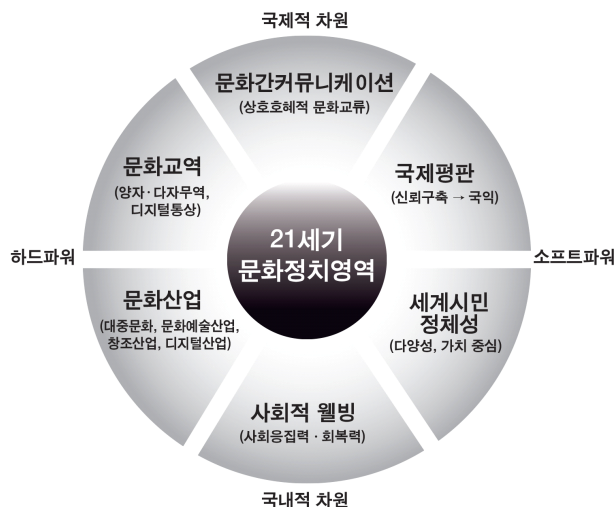 국제적 차원
문화간커뮤니케이션
(상호호혜적 문화교류)
문화교역
(양자·다자무역,
디지털통상)
국제평판
(신뢰구축 → 국익)
하드파워
21세기
문화정치영역
소프트파워
문화산업
(대중문화, 문화예술산업,
창조산업, 디지털산업)
세계시민
정체성
(다양성, 가치 중심)
사회적 웰빙
(사회응집력·회복력)
국내적 차원